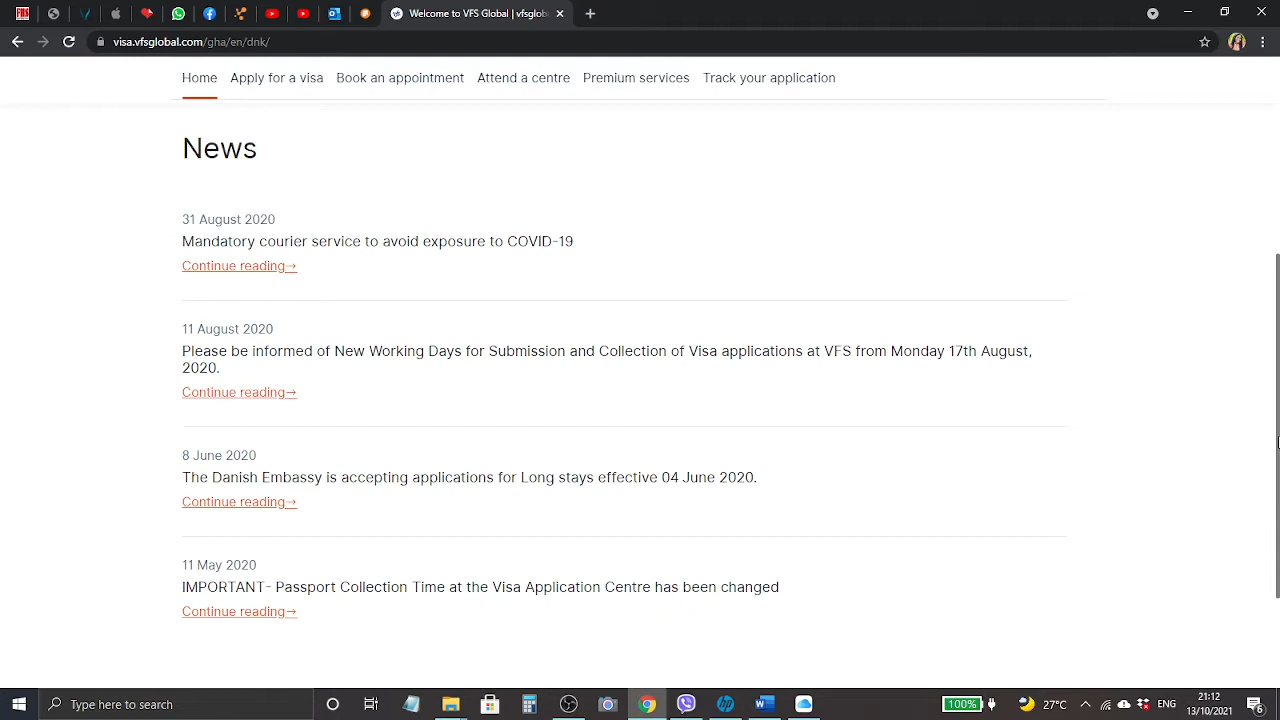 Welcome to VFS Global | vfsglob
visa.vfsglobal.com/gha/en/dnk/
Home Apply for a visa Book an appointment Attend a centre Premium services Track your application
News
31 August 2020
Mandatory courier service to avoid exposure to COVID-19
Continue reading→
11 August 2020
Please be informed of New Working Days for Submission and Collection of Visa applications at VFS from Monday 17th August,
2020.
Continue reading→
8 June 2020
The Danish Embassy is accepting applications for Long stays effective 04 June 2020.
Continue reading→
11 May 2020
IMPORTANT- Passport Collection Time at the Visa Application Centre has been changed
Continue reading→
Type here to search
100%
27°C
ENG
21:12
13/10/2021
6